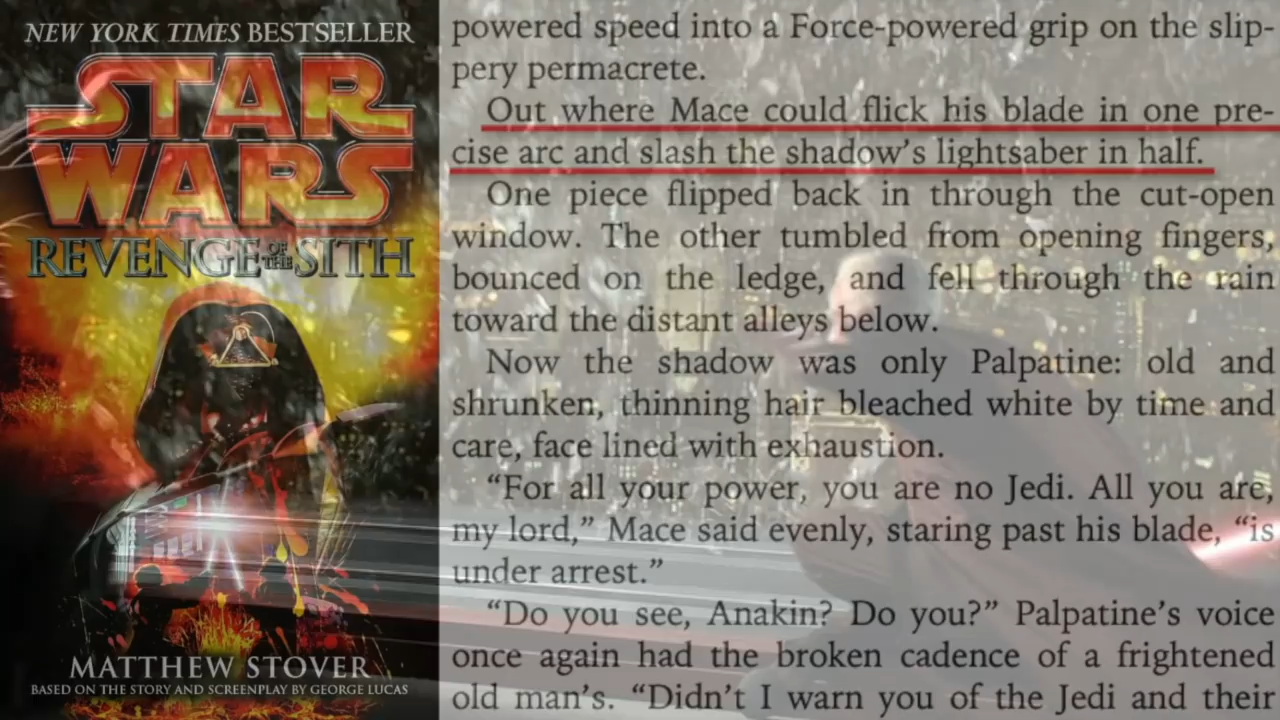 NEW YORK TIMES BESTSELLER
STAR
WARS
REVENGE OF THE SITH
MATTHEW STOVER
BASED ON THE STORY AND SCREENPLAY BY GEORGE LUCAS
powered speed into a Force-powered grip on the slip-
pery permacrete.
Out where Mace could flick his blade in one pre-
cise arc and slash the shadow’s lightsaber in half.
One piece flipped back in through the cut-open
window. The other tumbled from opening fingers,
bounced on the ledge, and fell through the rain
toward the distant alleys below.
Now the shadow was only Palpatine: old and
shrunken, thinning hair bleached white by time and
care, face lined with exhaustion.
“For all your power, you are no Jedi. All you are,
my lord,” Mace said evenly, staring past his blade, “is
under arrest.”
“Do you see, Anakin? Do you?” Palpatine’s voice
once again had the broken cadence of a frightened
old man’s. “Didn’t I warn you of the Jedi and their